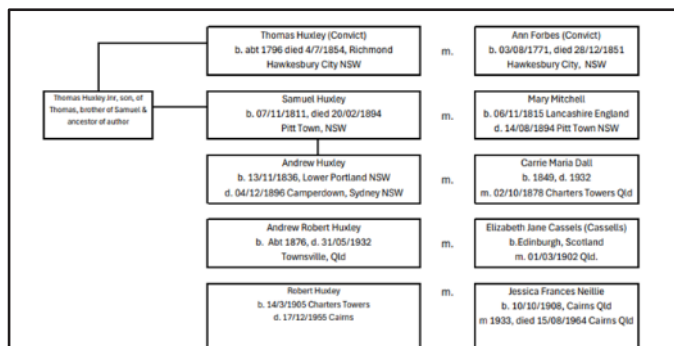 Thomas Huxley (Convict)
b. abt 1796 died 4/7/1854, Richmond
Hawkesbury City NSW
m.
Ann Forbes (Convict)
b. 03/08/1771, died 28/12/1851
Hawkesbury City, NSW
Thomas Huxley Jnr, son, of
Thomas, brother of Samuel &
ancestor of author
Samuel Huxley
b. 07/11/1811, died 20/02/1894
Pitt Town, NSW
m.
Mary Mitchell
b. 06/11/1815 Lancashire England
d. 14/08/1894 Pitt Town NSW
Andrew Huxley
b. 13/11/1836, Lower Portland NSW
d. 04/12/1896 Camperdown, Sydney NSW
m.
Carrie Maria Dall
b. 1849, d. 1932
m. 02/10/1878 Charters Towers Qld
Andrew Robert Huxley
b. Abt 1876, d. 31/05/1932
Townsville, Qld
m.
Elizabeth Jane Cassels (Cassells)
b.Edinburgh, Scotland
m. 01/03/1902 Qld.
Robert Huxley
b. 14/3/1905 Charters Towers
d. 17/12/1955 Cairns
m.
Jessica Frances Neillie
b. 10/10/1908, Cairns Qld
m 1933, died 15/08/1964 Cairns Qld